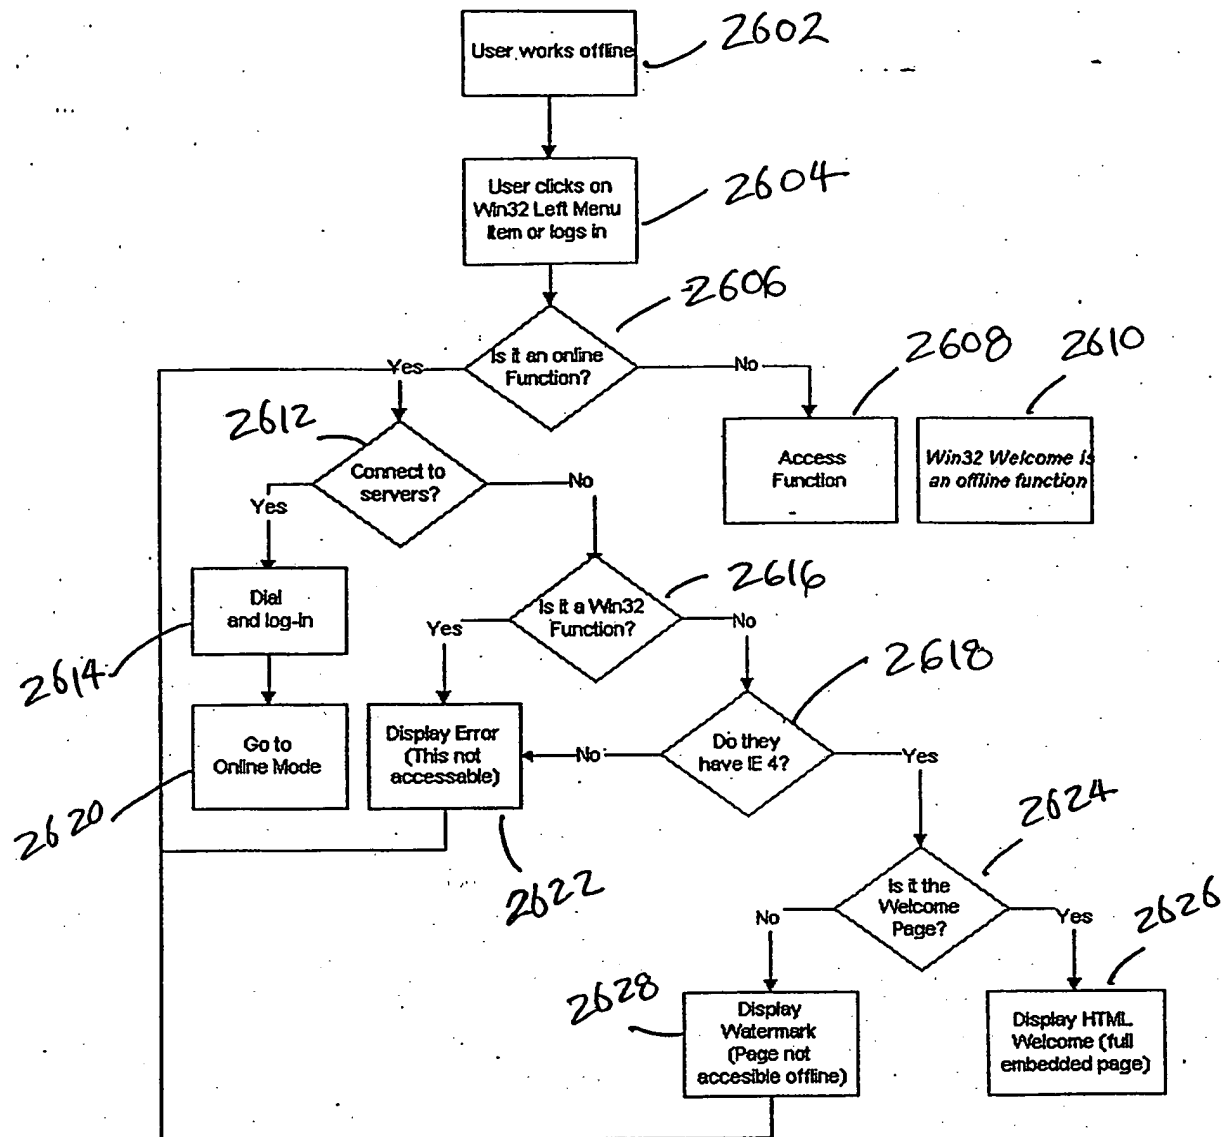 User works offline
2602
User clicks on
Win32 Left Menu
Item or logs in
2604
2606
Is it an online
Function?
Yes
No
2608
2610
2612
Connect to
servers?
Access
Function
Win32 Welcome is
an offline function
Yes
No
Dial
and log-in
2614
Is it a Win32
Function?
2616
Yes
No
2618
Go to
Online Mode
2620
Display Error
(This not
accessable)
2622
No
Do they
have IE 4?
Yes
2624
Is it the
Welcome
Page?
No
Yes
2626
2628
Display
Watermark
(Page not
accesible offline)
Display HTML
Welcome (full
embedded page)